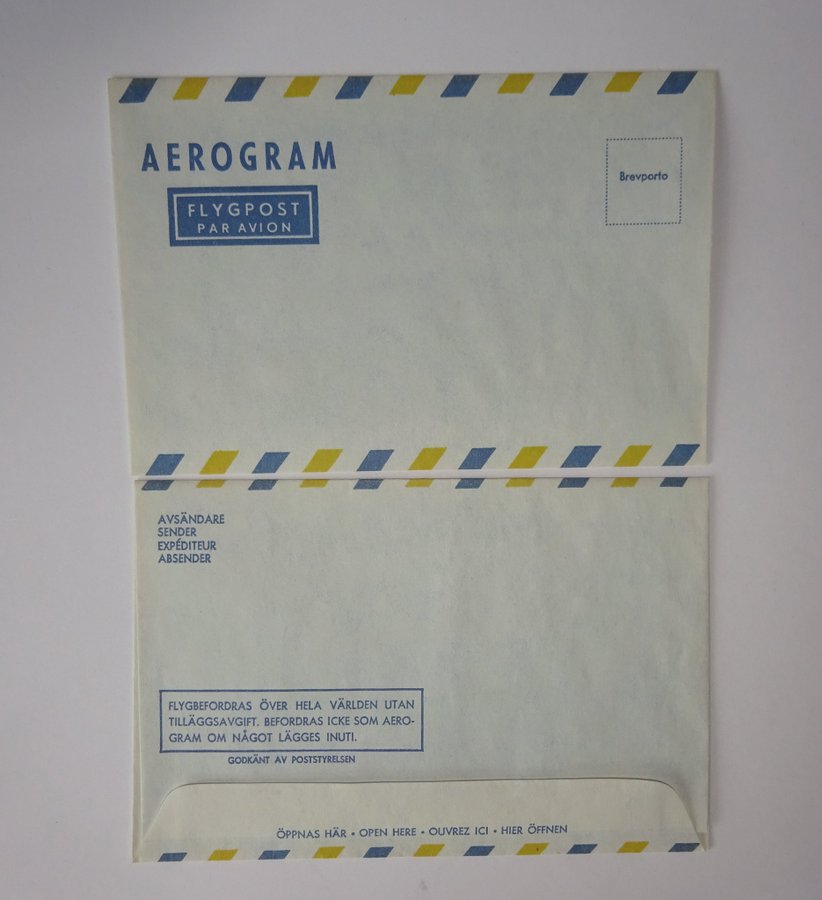 AEROGRAM
FLYGPOST
PAR AVION
Brevporto
AVSÄNDARE
SENDER
EXPÉDITEUR
ABSENDER
FLYGBEFORDRAS ÖVER HELA VÄRLDEN UTAN
TILLÄGGSAVGIFT. BEFORDRAS ICKE SOM AERO-
GRAM OM NÅGOT LÄGGES INUTI.
GODKÄNT AV POSTSTYRELSEN
ÖPPNAS HÄR • OPEN HERE • OUVREZ ICI • HIER ÖFFNEN